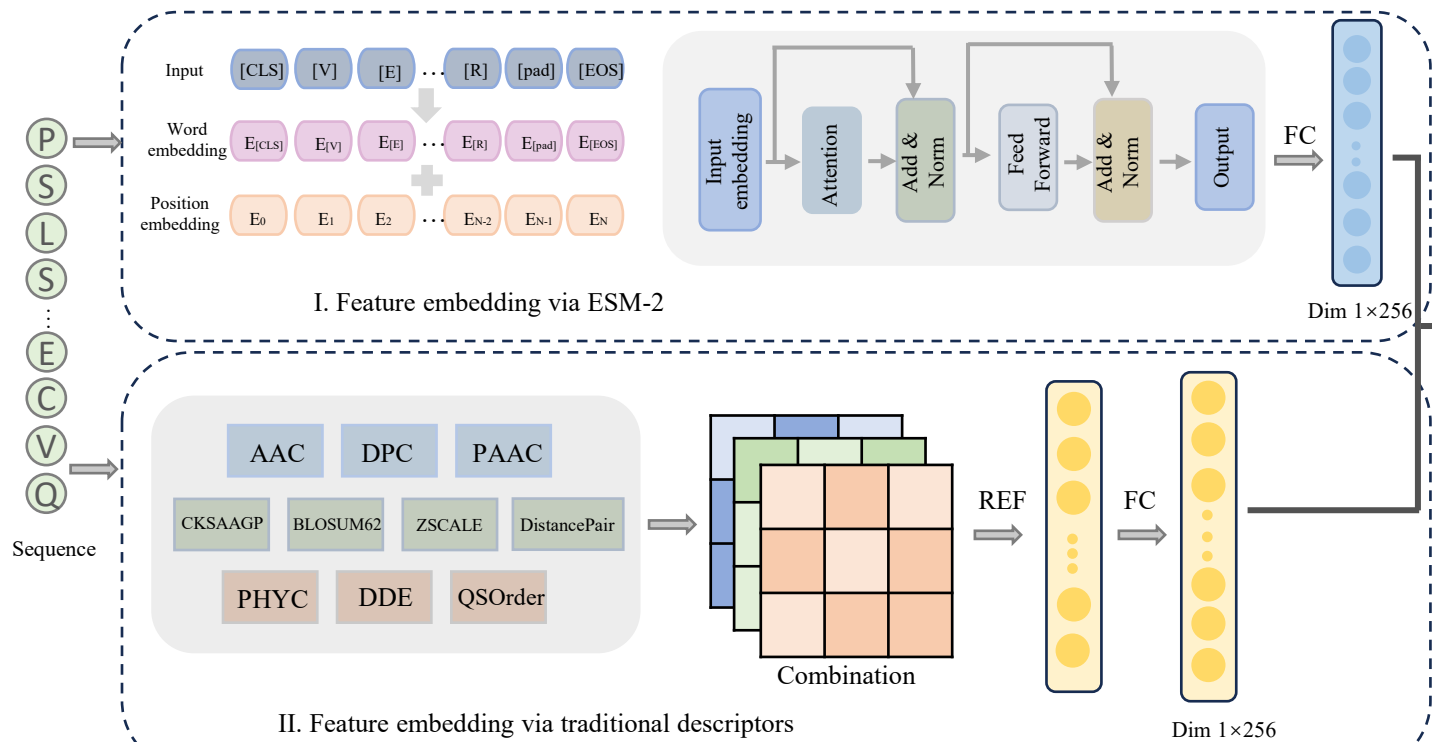 P
S
L
S
⋮
E
C
V
Q
Sequence
Input
[CLS] [V] [E] … [R] [pad] [EOS]
Word
embedding
E[CLS] E[V] E[E] … E[R] E[pad] E[EOS]
Position
embedding
E0 E1 E2 … EN-2 EN-1 EN
Input
embedding
Attention
Add &
Norm
Feed
Forward
Add &
Norm
Output
FC
Dim 1×256
I. Feature embedding via ESM-2
AAC DPC PAAC
CKSAAGP BLOSUM62 ZSCALE DistancePair
PHYC DDE QSOrder
Combination
REF
FC
Dim 1×256
II. Feature embedding via traditional descriptors